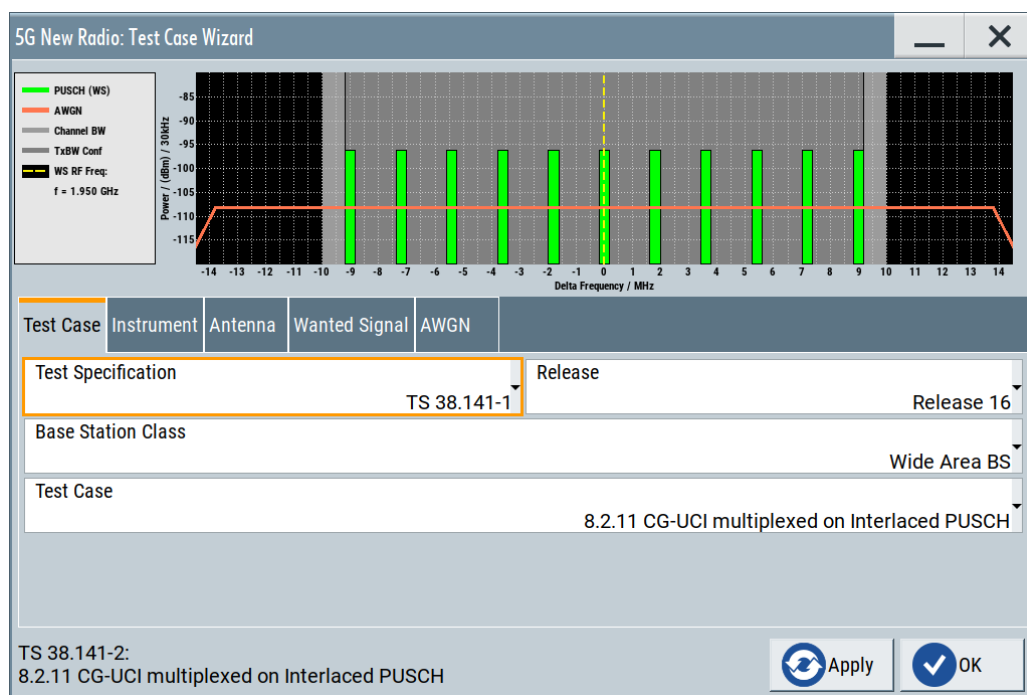 5G New Radio: Test Case Wizard
PUSCH (WS)
AWGN
Channel BW
TxBW Conf
WS RF Freq:
f = 1.950 GHz
Power / (dBm) / 30kHz
-85
-90
-95
-100
-105
-110
-115
-14 -13 -12 -11 -10 -9 -8 -7 -6 -5 -4 -3 -2 -1 0 1 2 3 4 5 6 7 8 9 10 11 12 13 14
Delta Frequency / MHz
Test Case Instrument Antenna Wanted Signal AWGN
Test Specification
TS 38.141-1
Release
Release 16
Base Station Class
Wide Area BS
Test Case
8.2.11 CG-UCI multiplexed on Interlaced PUSCH
TS 38.141-2:
8.2.11 CG-UCI multiplexed on Interlaced PUSCH
Apply
OK